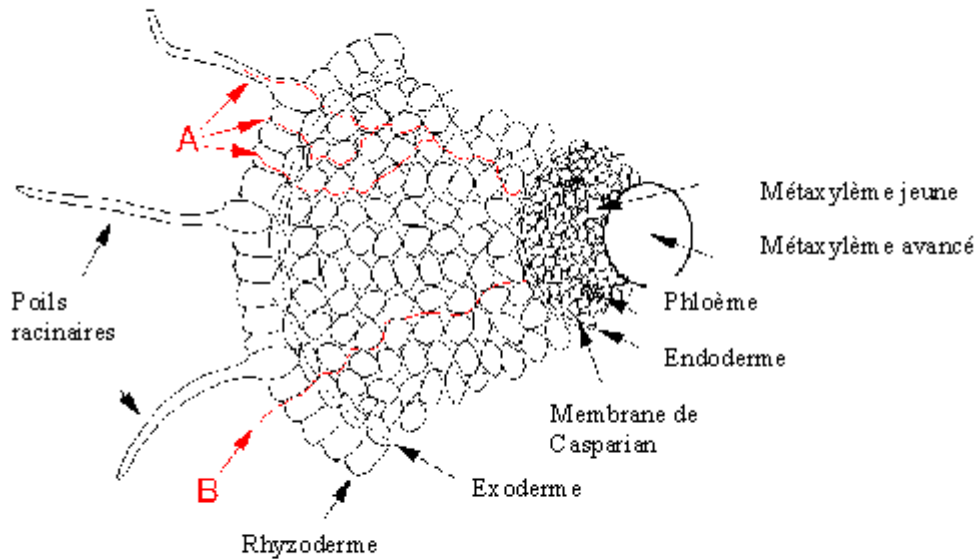 A
Métaxylème jeune
Métaxylème avancé
Poils
racinaires
Phloème
Endoderme
Membrane de
Casparian
B
Exoderme
Rhyzoderme